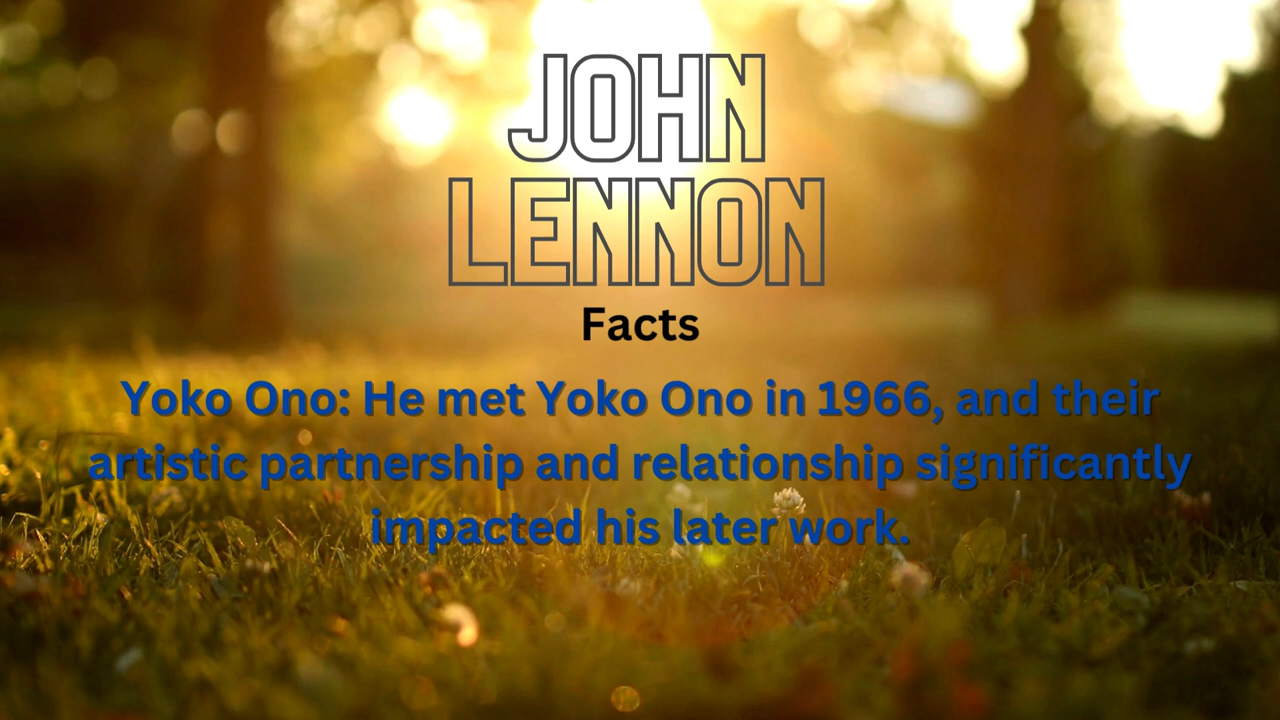 JOHN
LENNON
Facts
Yoko Ono: He met Yoko Ono in 1966, and their
artistic partnership and relationship significantly
impacted his later work.